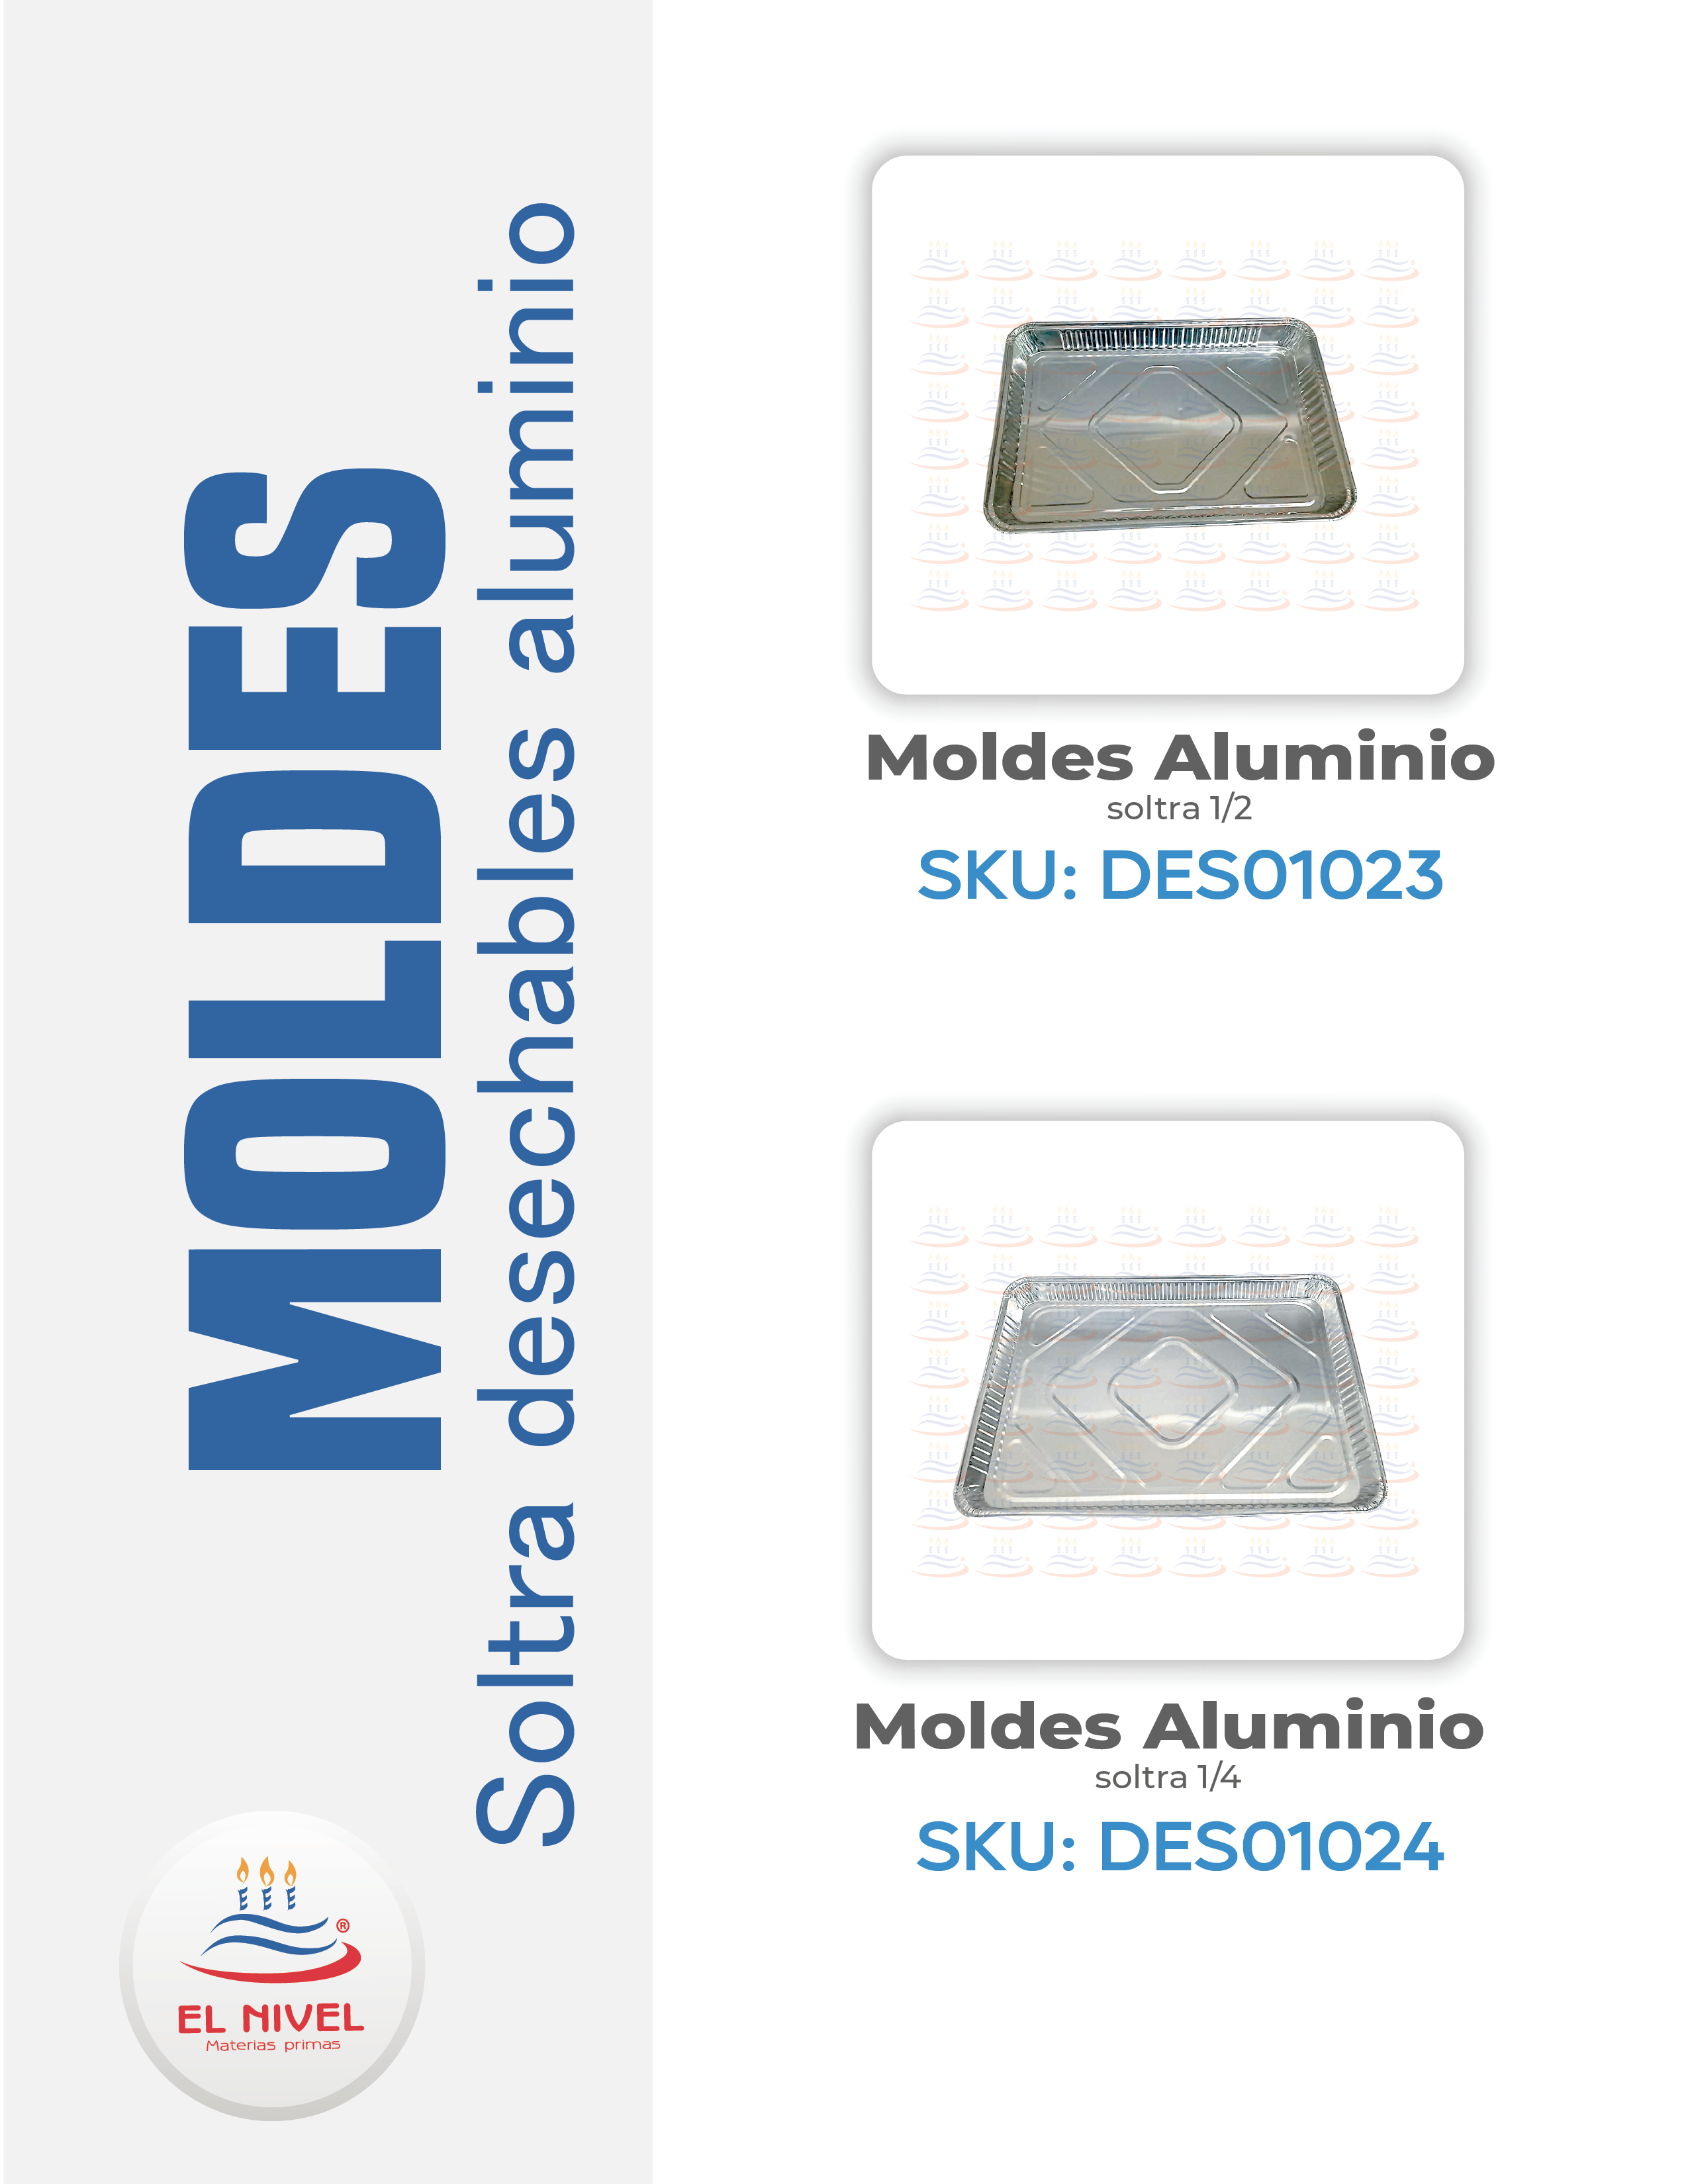 MOLDES
Soltra desechables aluminio
Moldes Aluminio
soltra 1/2
SKU: DES01023
Moldes Aluminio
soltra 1/4
SKU: DES01024
®
EL NIVEL
Materias primas